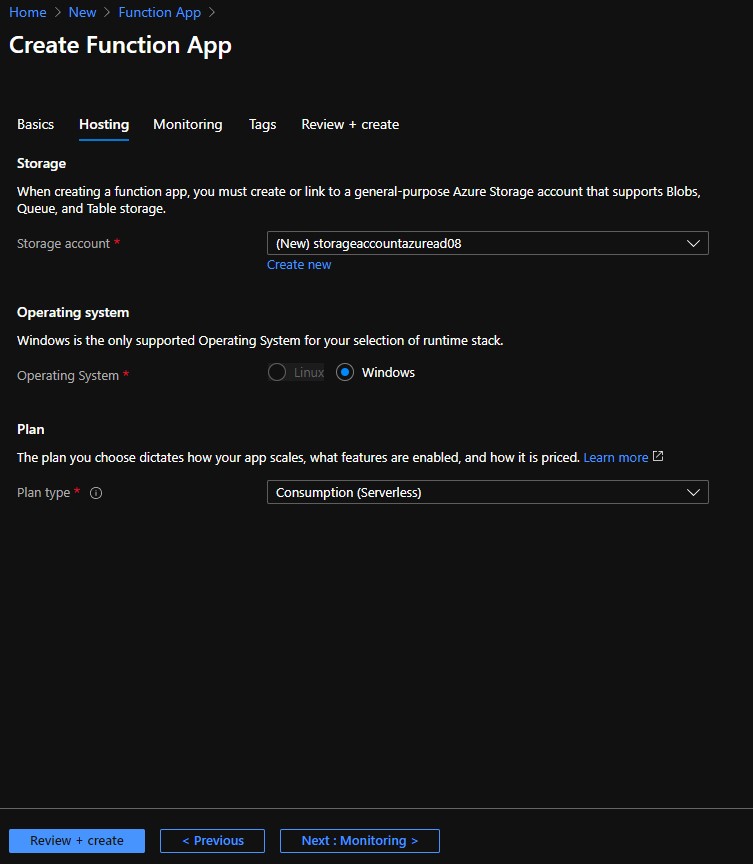 Home > New > Function App >
Create Function App
Basics Hosting Monitoring Tags Review + create
Storage
When creating a function app, you must create or link to a general-purpose Azure Storage account that supports Blobs,
Queue, and Table storage.
Storage account * (New) storageaccountazuread08
Create new
Operating system
Windows is the only supported Operating System for your selection of runtime stack.
Operating System * Linux Windows
Plan
The plan you choose dictates how your app scales, what features are enabled, and how it is priced. Learn more
Plan type * Consumption (Serverless)
Review + create < Previous Next : Monitoring >